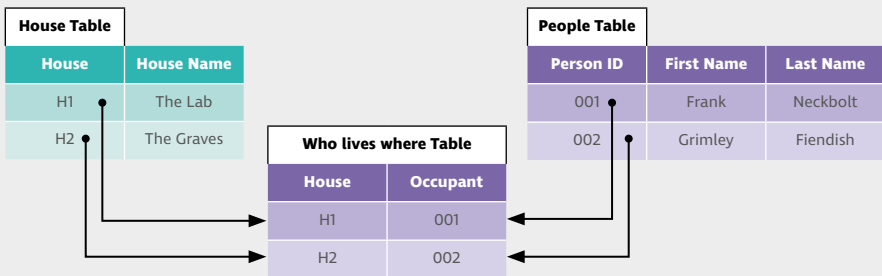 House Table
House House Name
H1 The Lab
H2 The Graves
People Table
Person ID First Name Last Name
001 Frank Neckbolt
002 Grimley Fiendish
Who lives where Table
House Occupant
H1 001
H2 002